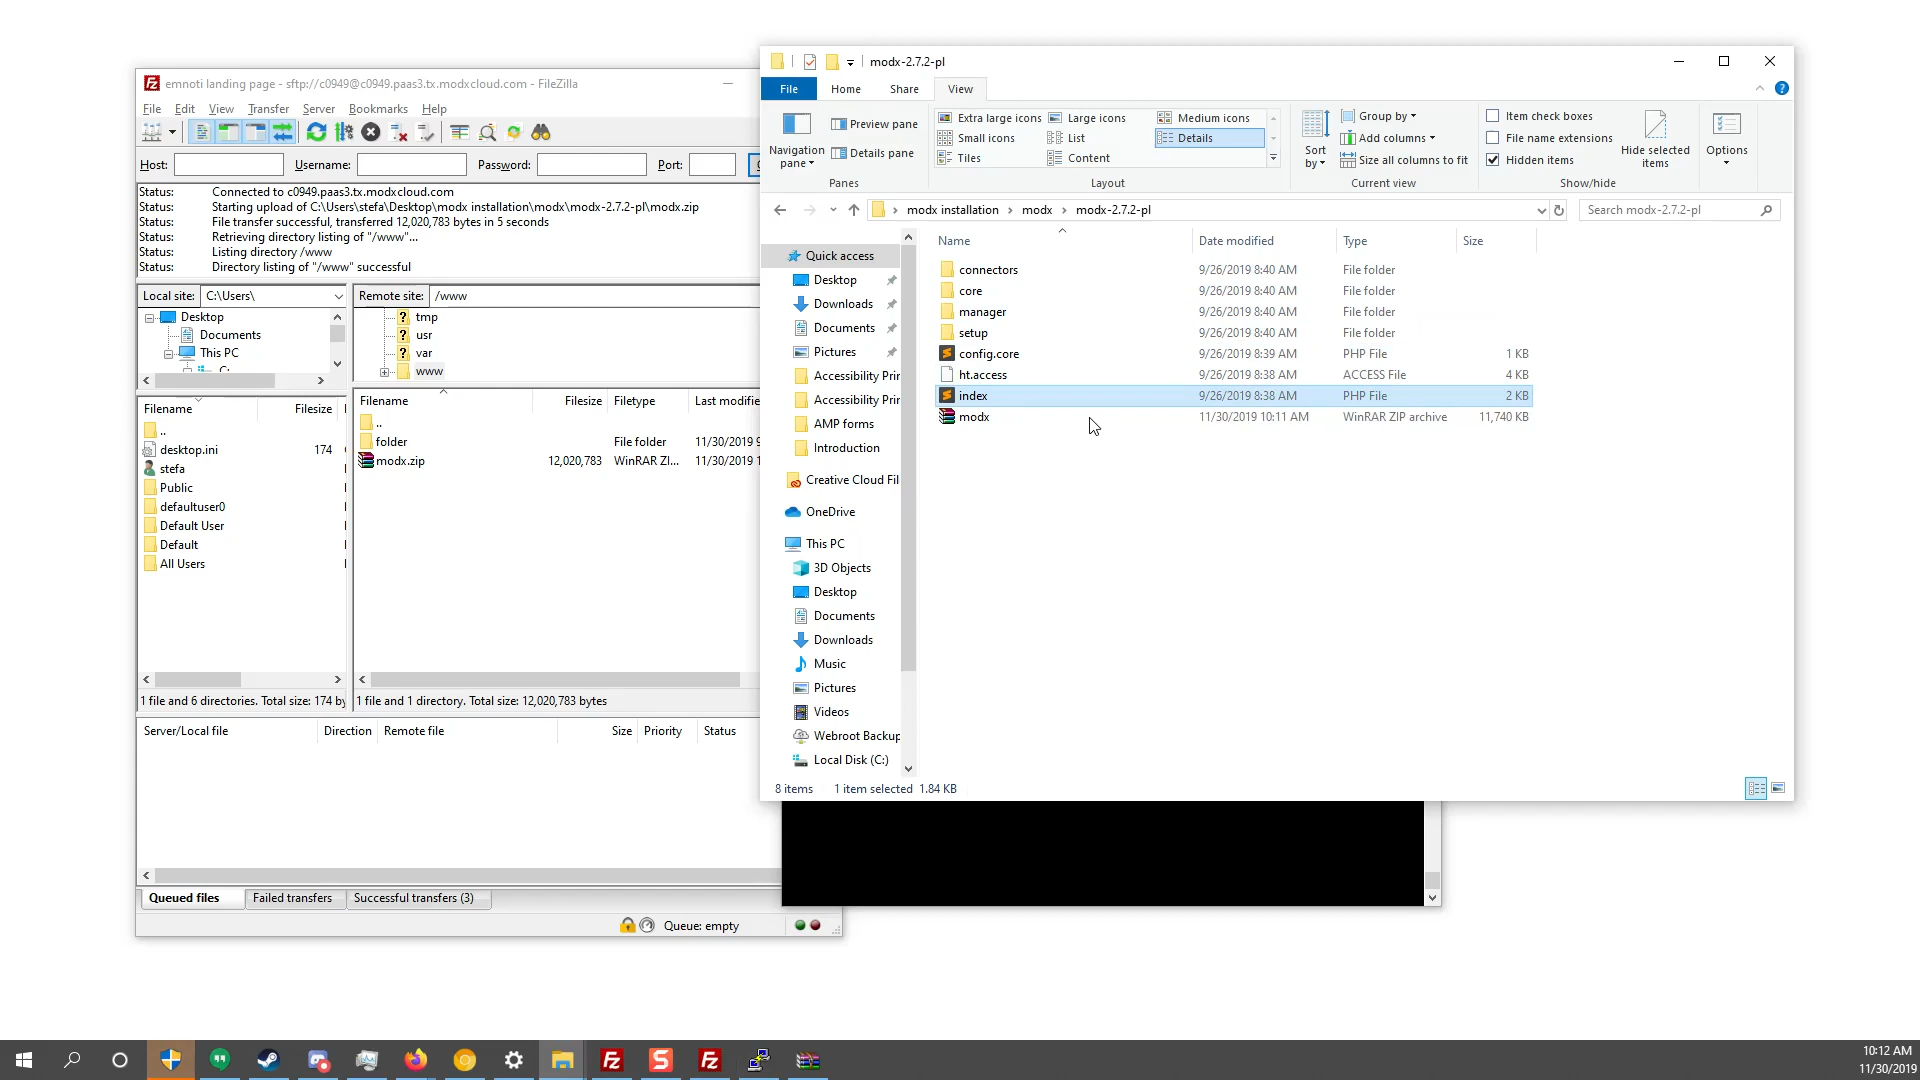 emnoti landing page - sftp://c0949@c0949.paas3.tx.modxcloud.com - FileZilla
File Edit View Transfer Server Bookmarks Help
Host: Username: Password: Port:
Status: Connected to c0949.paas3.tx.modxcloud.com
Status: Starting upload of C:\Users\stefa\Desktop\modx installation\modx\modx-2.7.2-pl\modx.zip
Status: File transfer successful, transferred 12,020,783 bytes in 5 seconds
Status: Retrieving directory listing of "/www"...
Status: Listing directory /www
Status: Directory listing of "/www" successful
Local site: C:\Users\
Desktop
Documents
This PC
C:
Remote site: /www
tmp
usr
var
www
Filename Filesize
..
desktop.ini 174
stefa
Public
defaultuser0
Default User
Default
All Users
1 file and 6 directories. Total size: 174 by
Filename Filesize Filetype Last modifie
..
folder File folder 11/30/2019 9
modx.zip 12,020,783 WinRAR ZI... 11/30/2019 1
1 file and 1 directory. Total size: 12,020,783 bytes
Server/Local file Direction Remote file Size Priority Status
Queued files Failed transfers Successful transfers (3)
Queue: empty
modx-2.7.2-pl
File Home Share View
Navigation pane
Preview pane
Details pane
Panes
Extra large icons Large icons Medium icons
Small icons List Details
Tiles Content
Layout
Sort by
Group by
Add columns
Size all columns to fit
Current view
Item check boxes
File name extensions
Hidden items
Hide selected items
Show/hide
Options
modx installation modx modx-2.7.2-pl
Search modx-2.7.2-pl
Quick access
Desktop
Downloads
Documents
Pictures
Accessibility Prir
Accessibility Prir
AMP forms
Introduction
Creative Cloud Fil
OneDrive
This PC
3D Objects
Desktop
Documents
Downloads
Music
Pictures
Videos
Webroot Backup
Local Disk (C:)
Name Date modified Type Size
connectors 9/26/2019 8:40 AM File folder
core 9/26/2019 8:40 AM File folder
manager 9/26/2019 8:40 AM File folder
setup 9/26/2019 8:40 AM File folder
config.core 9/26/2019 8:39 AM PHP File 1 KB
ht.access 9/26/2019 8:38 AM ACCESS File 4 KB
index 9/26/2019 8:38 AM PHP File 2 KB
modx 11/30/2019 10:11 AM WinRAR ZIP archive 11,740 KB
8 items 1 item selected 1.84 KB
10:12 AM
11/30/2019